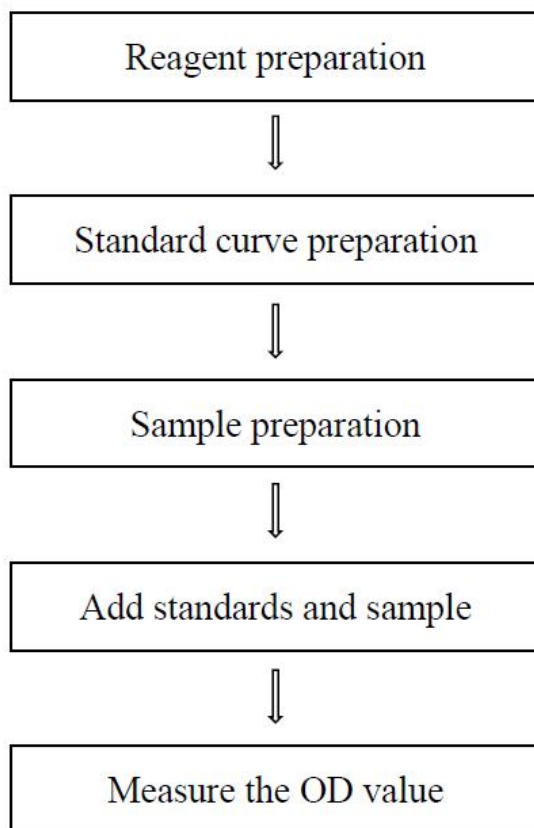 Reagent preparation
Standard curve preparation
Sample preparation
Add standards and sample
Measure the OD value